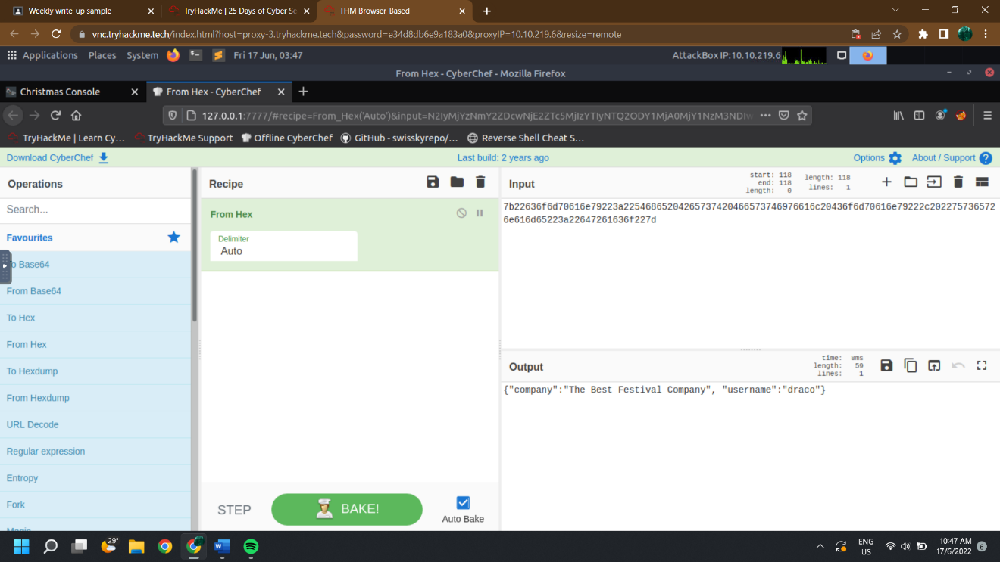 Weekly write-up sample
TryHackMe | 25 Days of Cyber Se
THM Browser-Based
vnc.tryhackme.tech/index.html?host=proxy-3.tryhackme.tech&password=e34d8db6e9a183a0&proxyIP=10.10.219.6&resize=remote
Applications Places System Fri 17 Jun, 03:47 AttackBox IP:10.10.219.6
From Hex - CyberChef - Mozilla Firefox
Christmas Console
From Hex - CyberChef
127.0.0.1:7777/#recipe=From_Hex('Auto')&input=N2IyMjYzNmY2ZDcwNjE2ZTc5MjIzYTIyNTQ2ODY1MjA0MjY1NzM3NDIw
TryHackMe | Learn Cy... TryHackMe Support Offline CyberChef GitHub - swisskyrepo/... Reverse Shell Cheat S...
Download CyberChef Last build: 2 years ago Options About / Support
Operations
Search...
Favourites
To Base64
From Base64
To Hex
From Hex
To Hexdump
From Hexdump
URL Decode
Regular expression
Entropy
Fork
Magic
Recipe
From Hex
Delimiter
Auto
STEP
BAKE!
Auto Bake
Input
start: 118
end: 118
length: 0
length: 118
lines: 1
7b22636f6d70616e79223a22546865204265737420466573746976616c20436f6d70616e79222c202275736572
6e616d65223a22647261636f227d
Output
time: 8ms
length: 59
lines: 1
{"company":"The Best Festival Company", "username":"draco"}
29°
ENG
US
10:47 AM
17/6/2022
6